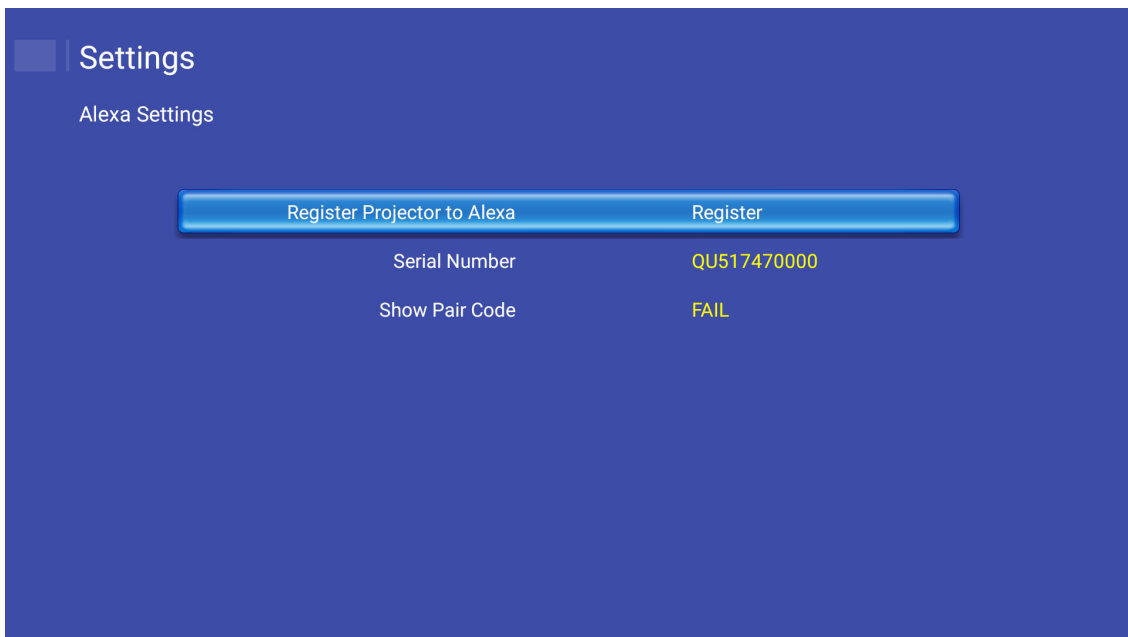 Settings
Alexa Settings
Register Projector to Alexa Register
Serial Number QU517470000
Show Pair Code FAIL